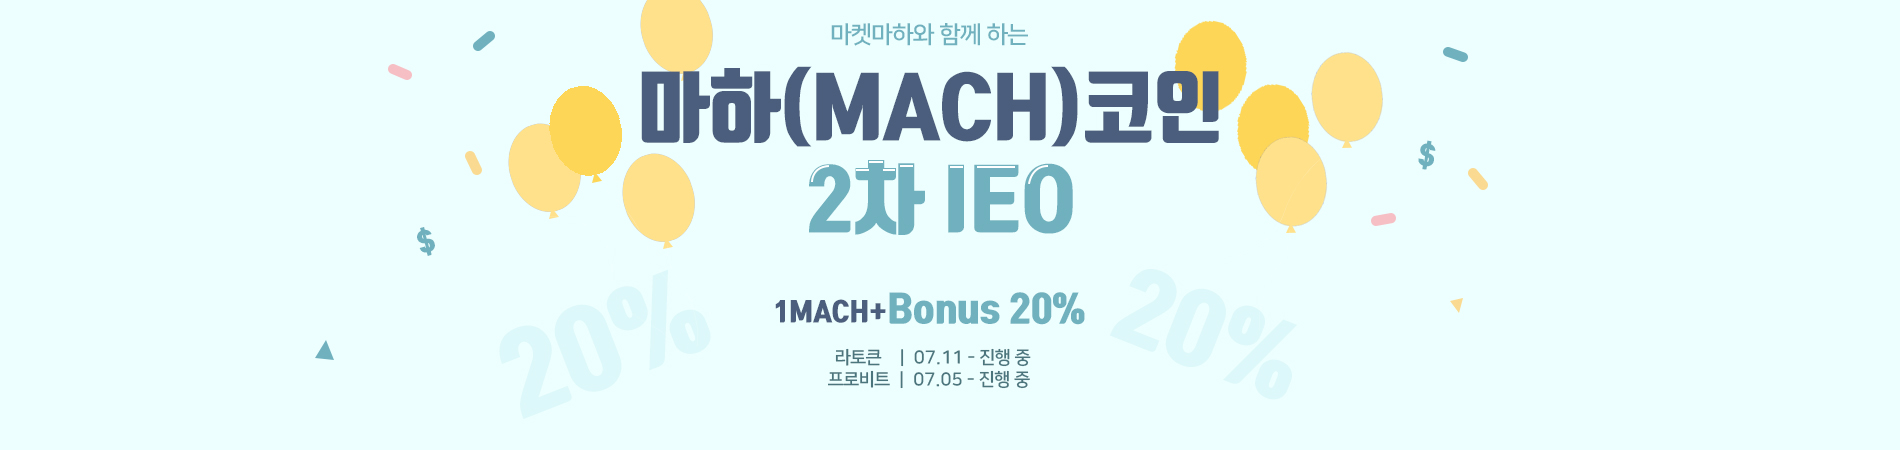 마켓마하와 함께 하는
마하(MACH)코인
2차 IEO
20%
20%
1MACH+Bonus 20%
라토큰 | 07.11 - 진행 중
프로비트 | 07.05 - 진행 중
$
$